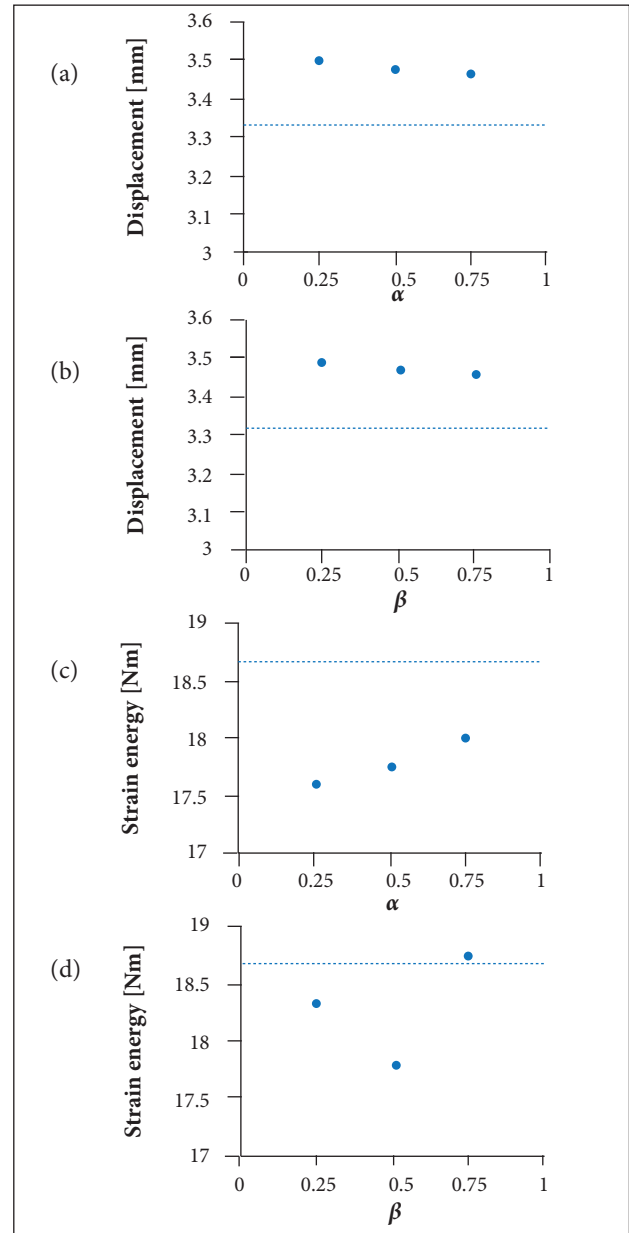 (a)
Displacement [mm]
3.6
3.5
3.4
3.3
3.2
3.1
3
0 0.25 0.5 0.75 1
α
(b)
Displacement [mm]
3.6
3.5
3.4
3.3
3.2
3.1
3
0 0.25 0.5 0.75 1
β
(c)
Strain energy [Nm]
19
18.5
18
17.5
17
0 0.25 0.5 0.75 1
α
(d)
Strain energy [Nm]
19
18.5
18
17.5
17
0 0.25 0.5 0.75 1
β